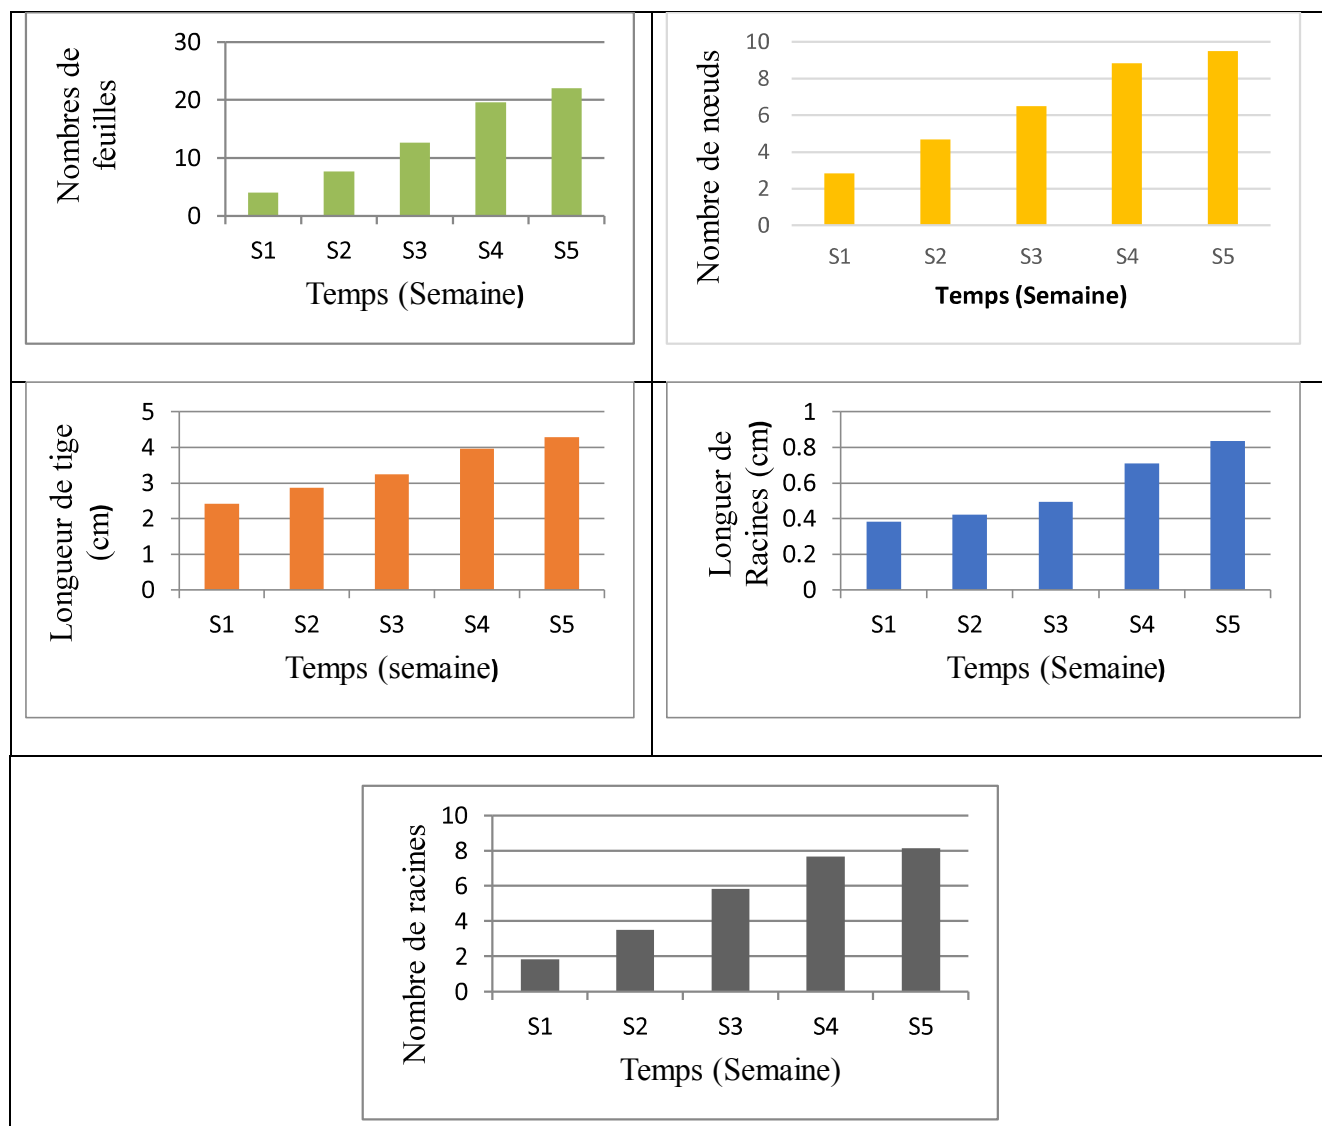 Nombres de
feuilles
30
20
10
0
S1 S2 S3 S4 S5
Temps (Semaine)
Nombre de nœuds
10
8
6
4
2
0
S1 S2 S3 S4 S5
Temps (Semaine)
Longueur de tige
(cm)
5
4
3
2
1
0
S1 S2 S3 S4 S5
Temps (semaine)
Longuer de
Racines (cm)
1
0.8
0.6
0.4
0.2
0
S1 S2 S3 S4 S5
Temps (Semaine)
Nombre de racines
10
8
6
4
2
0
S1 S2 S3 S4 S5
Temps (Semaine)